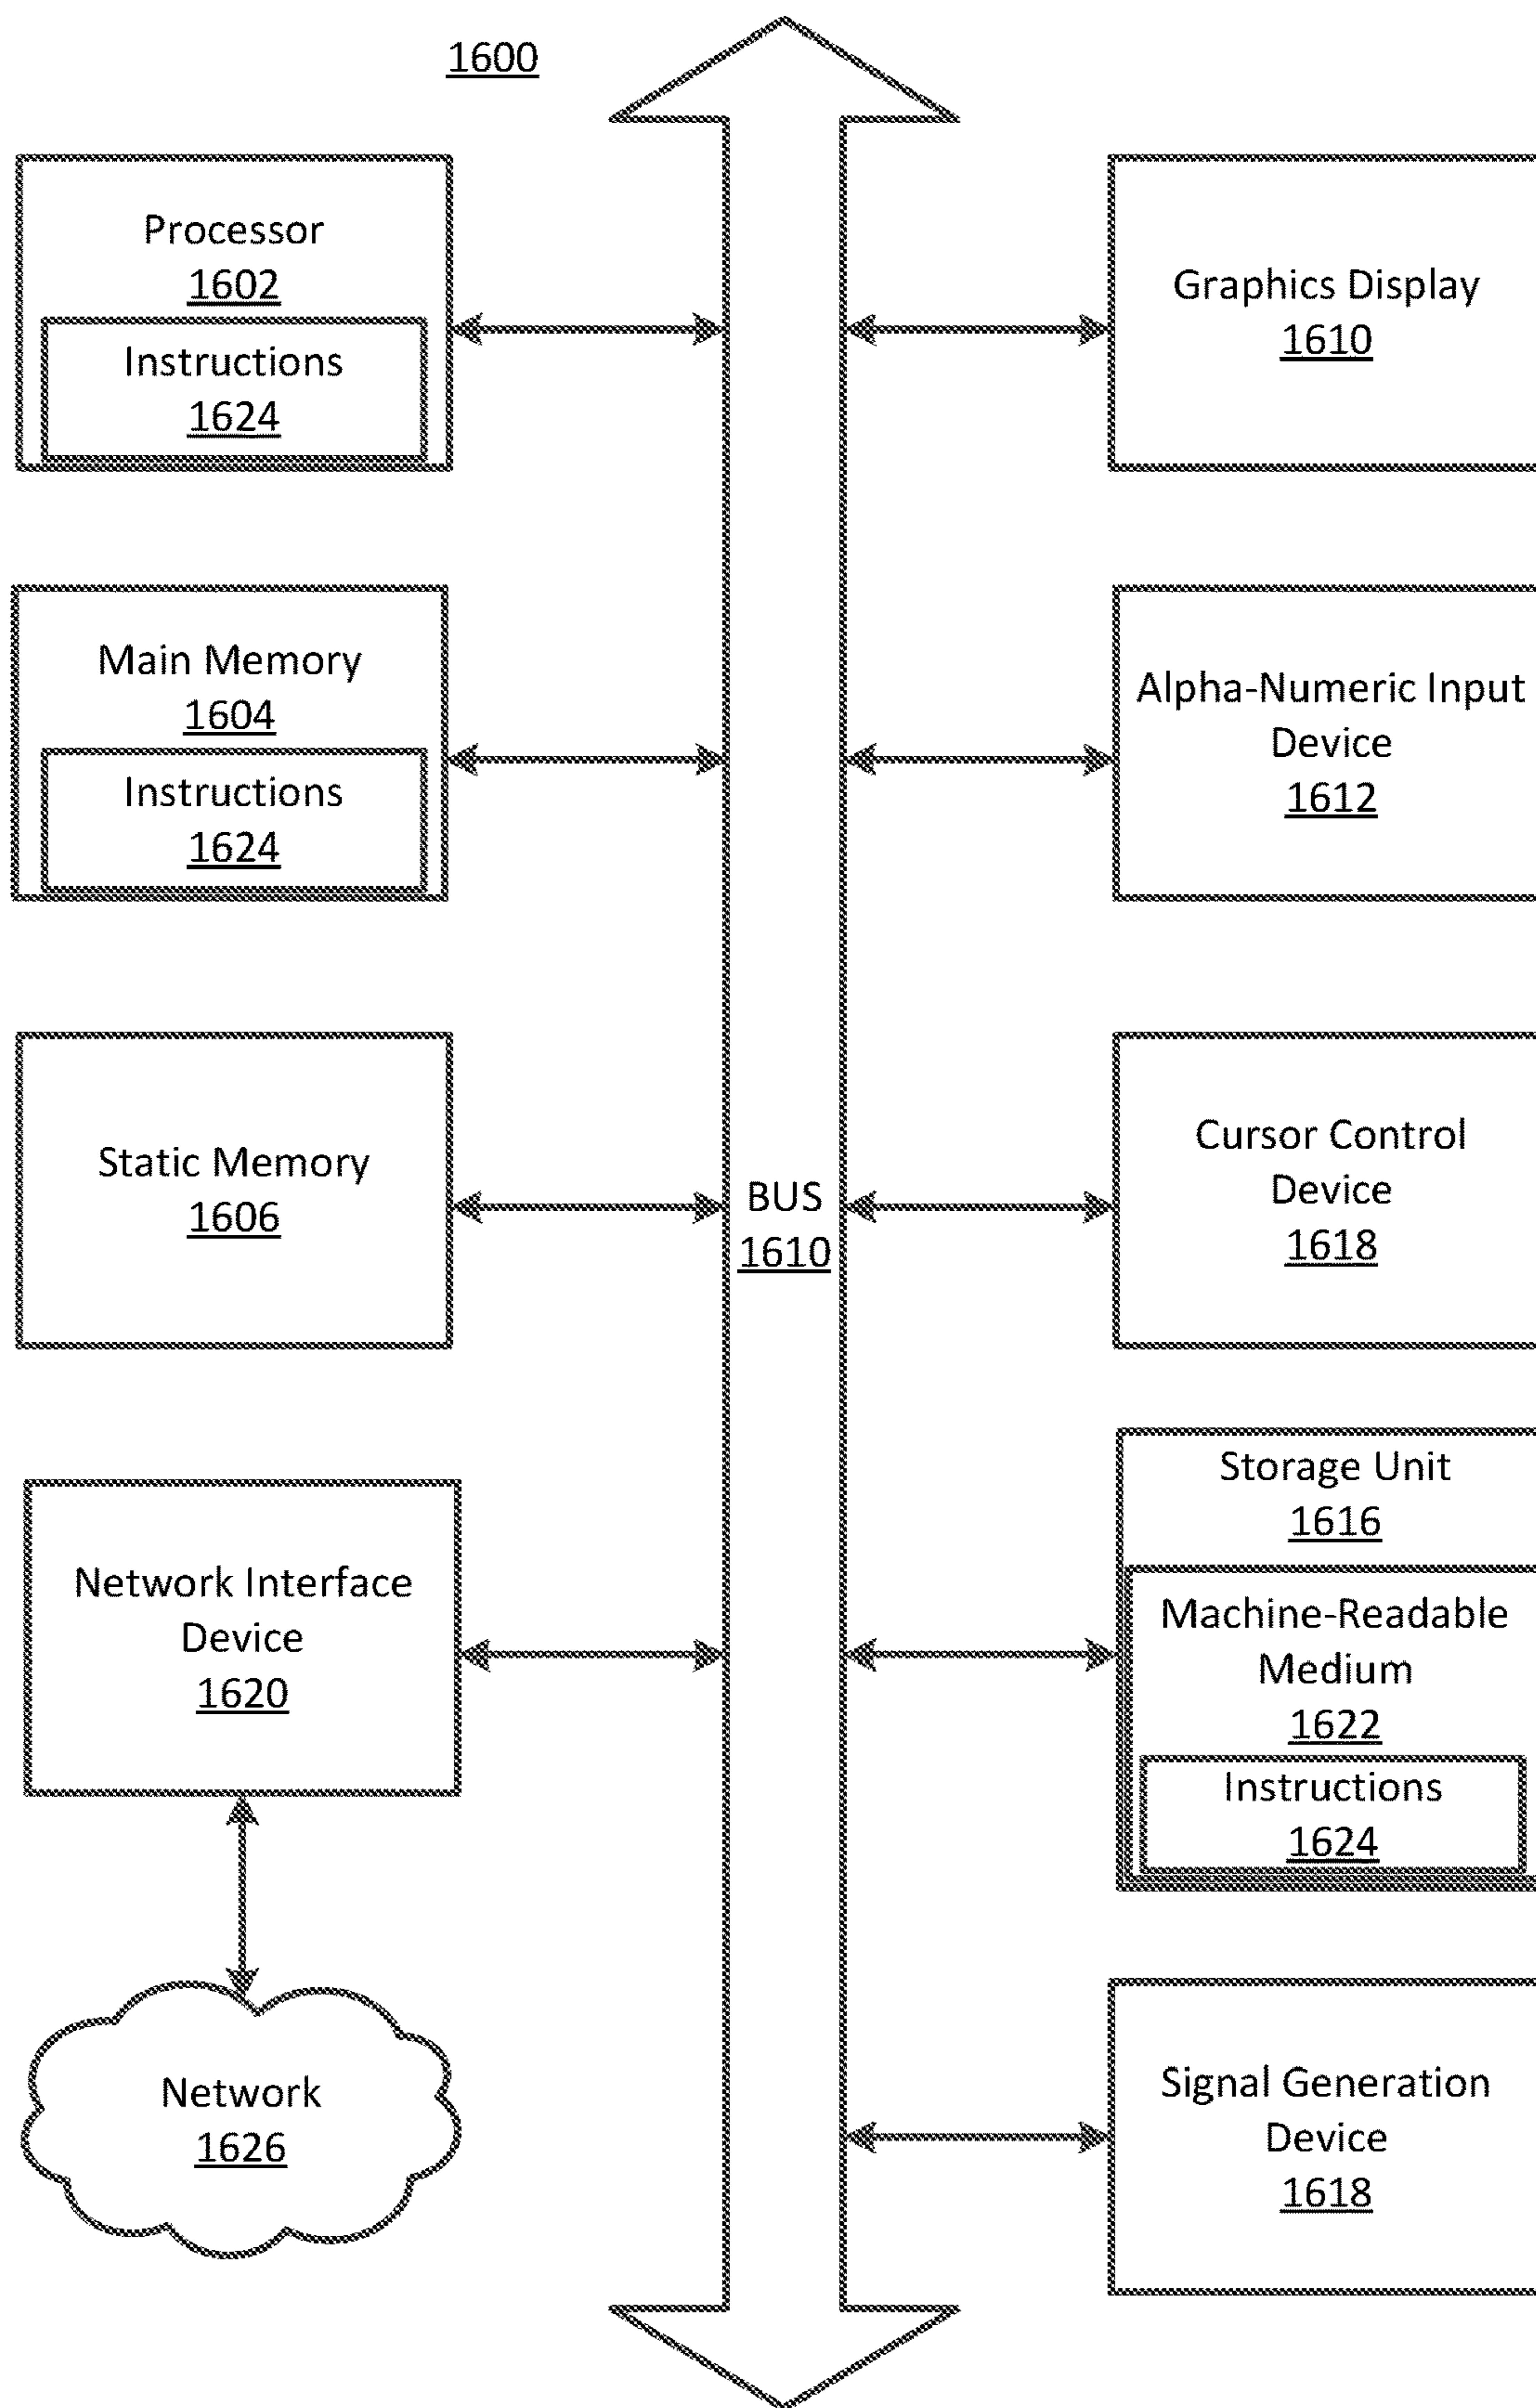 1600
Processor
1602
Instructions
1624
Graphics Display
1610
Main Memory
1604
Instructions
1624
Alpha-Numeric Input
Device
1612
Static Memory
1606
BUS
1610
Cursor Control
Device
1618
Network Interface
Device
1620
Storage Unit
1616
Machine-Readable
Medium
1622
Instructions
1624
Network
1626
Signal Generation
Device
1618